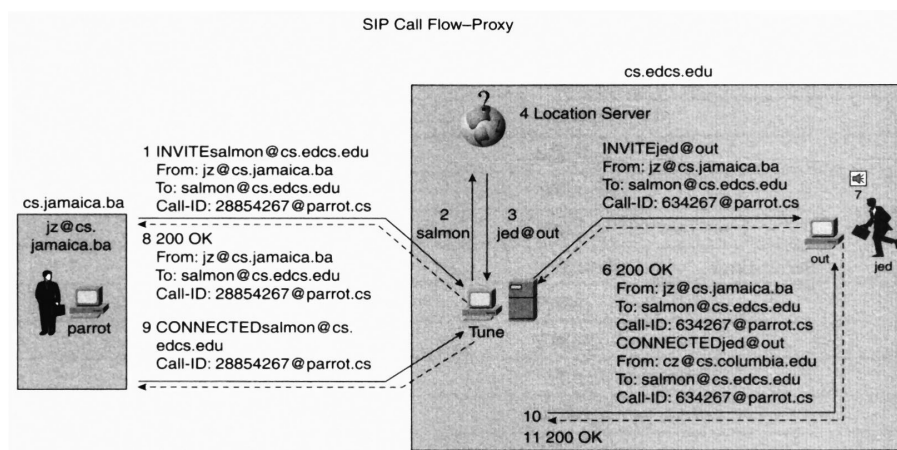 SIP Call Flow–Proxy
cs.edcs.edu
?
4 Location Server
1 INVITEsalmon@cs.edcs.edu
From: jz@cs.jamaica.ba
To: salmon@cs.edcs.edu
Call-ID: 28854267@parrot.cs
cs.jamaica.ba
jz@cs.
jamaica.ba
parrot
8 200 OK
From: jz@cs.jamaica.ba
To: salmon@cs.edcs.edu
Call-ID: 28854267@parrot.cs
9 CONNECTEDsalmon@cs.
edcs.edu
Call-ID: 28854267@parrot.cs
2
salmon
3
jed@out
Tune
INVITEjed@out
From: jz@cs.jamaica.ba
To: salmon@cs.edcs.edu
Call-ID: 634267@parrot.cs
7
out
jed
6 200 OK
From: jz@cs.jamaica.ba
To: salmon@cs.edcs.edu
Call-ID: 634267@parrot.cs
CONNECTEDjed@out
From: cz@cs.columbia.edu
To: salmon@cs.edcs.edu
Call-ID: 634267@parrot.cs
10
11 200 OK